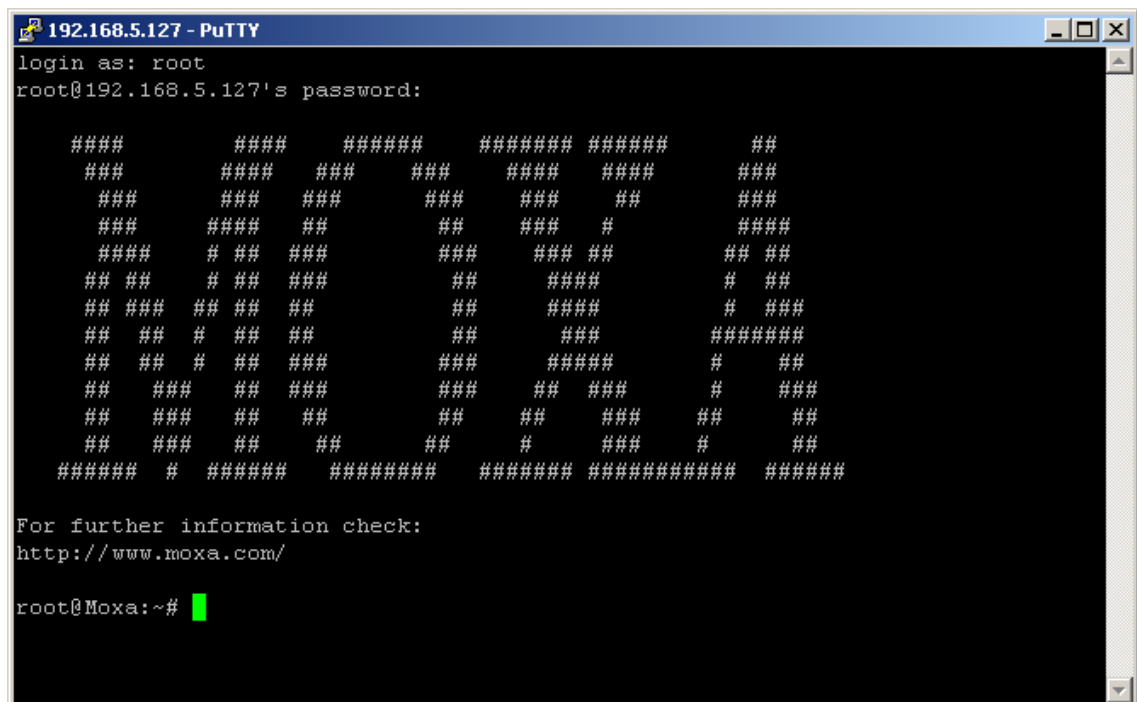 192.168.5.127 - PuTTY
login as: root
root@192.168.5.127's password:
MOXA
For further information check:
http://www.moxa.com/
root@Moxa:~#